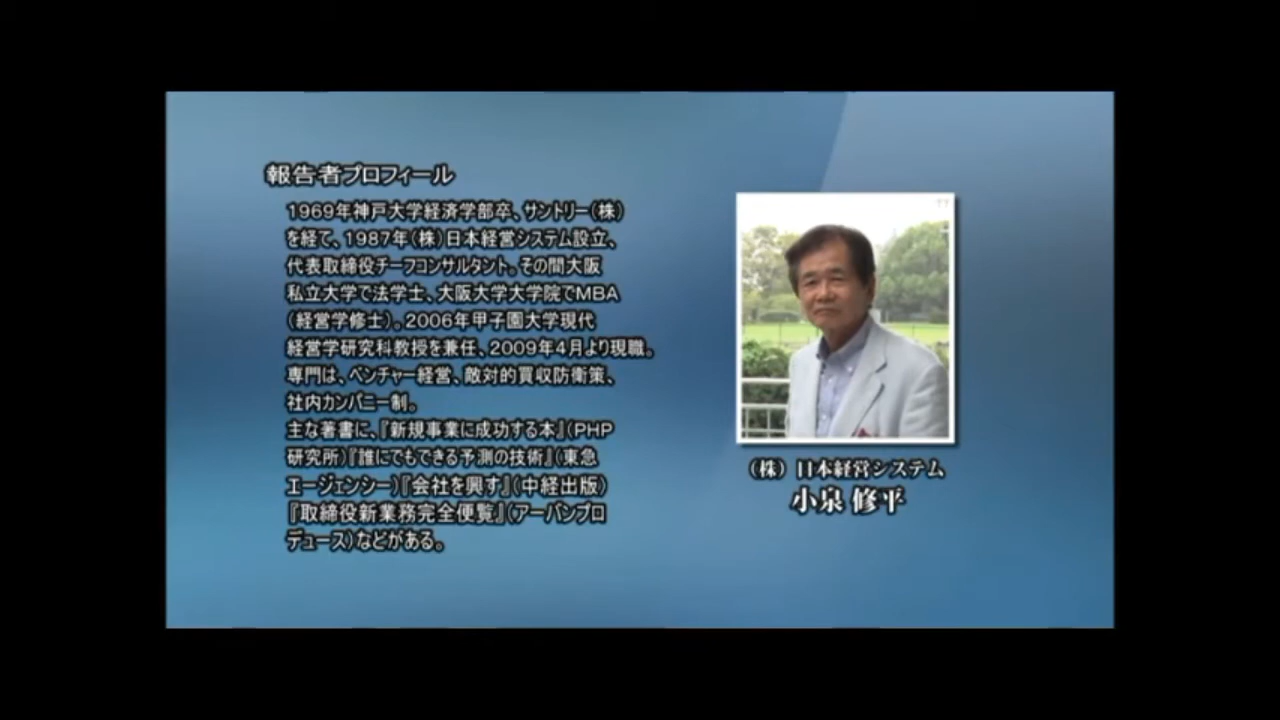 報告者プロフィール
1969年神戸大学経済学部卒、サントリー(株)
を経て、1987年(株)日本経営システム設立、
代表取締役チーフコンサルタント。その間大阪
私立大学で法学士、大阪大学大学院でMBA
(経営学修士)。2006年甲子園大学現代
経営学研究科教授を兼任、2009年4月より現職。
専門は、ベンチャー経営、敵対的買収防衛策、
社内カンパニー制。
主な著書に、『新規事業に成功する本』(PHP
研究所)『誰にでもできる予測の技術』(東急
エージェンシー)『会社を興す』(中経出版)
『取締役新業務完全便覧』(アーバンプロ
デュース)などがある。
(株) 日本経営システム
小泉 修平